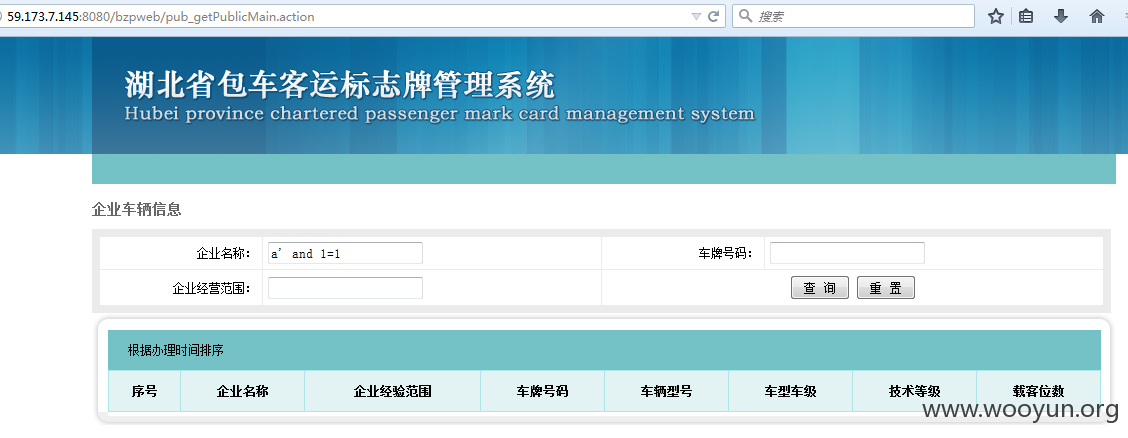 59.173.7.145:8080/bzpweb/pub_getPublicMain.action
搜索
湖北省包车客运标志牌管理系统
Hubei province chartered passenger mark card management system
企业车辆信息
企业名称： a' and 1=1 车牌号码：
企业经营范围： 查 询 重 置
根据办理时间排序
序号 企业名称 企业经验范围 车牌号码 车辆型号 车型车级 技术等级 载客位数
www.wooyun.org